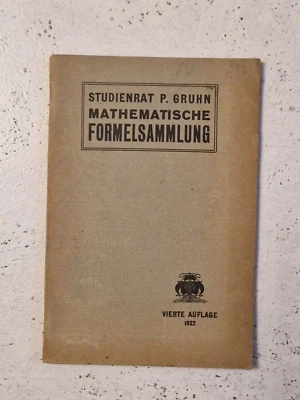 STUDIENRAT P. GRUHN
MATHEMATISCHE
FORMELSAMMLUNG
VIERTE AUFLAGE
1922